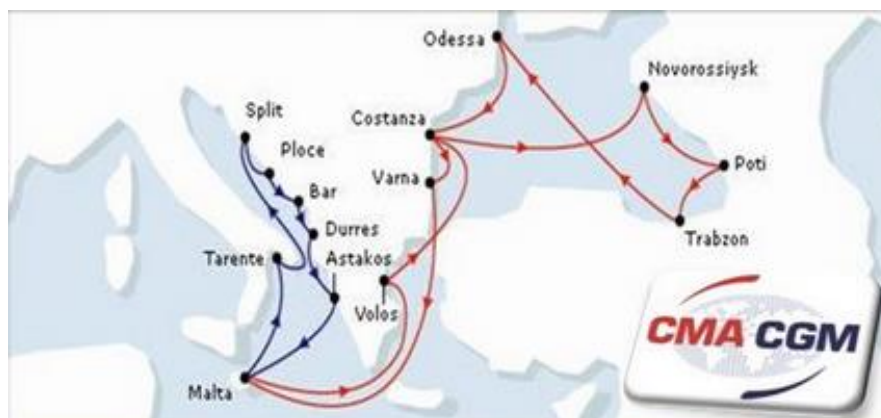 Odessa
Novorossiysk
Split
Costanza
Ploce
Poti
Varna
Bar
Durres
Trabzon
Tarente
Astakos
Volos
CMA CGM
Malta